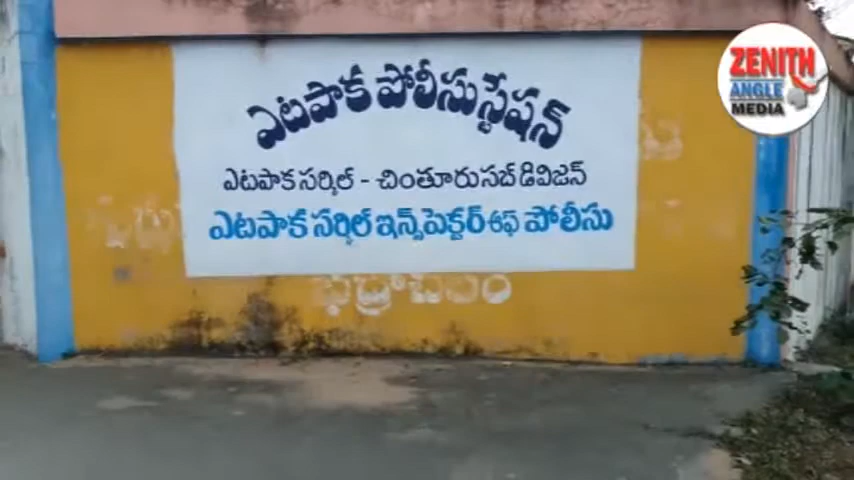 ZENITH
ANGLE
MEDIA
ఎటపాక పోలీసుస్టేషన్
ఎటపాక సర్కిల్ - చింతూరు సబ్ డివిజన్
ఎటపాక సర్కిల్ ఇన్స్‌పెక్టర్ ఆఫ్ పోలీసు
భద్రాచలం